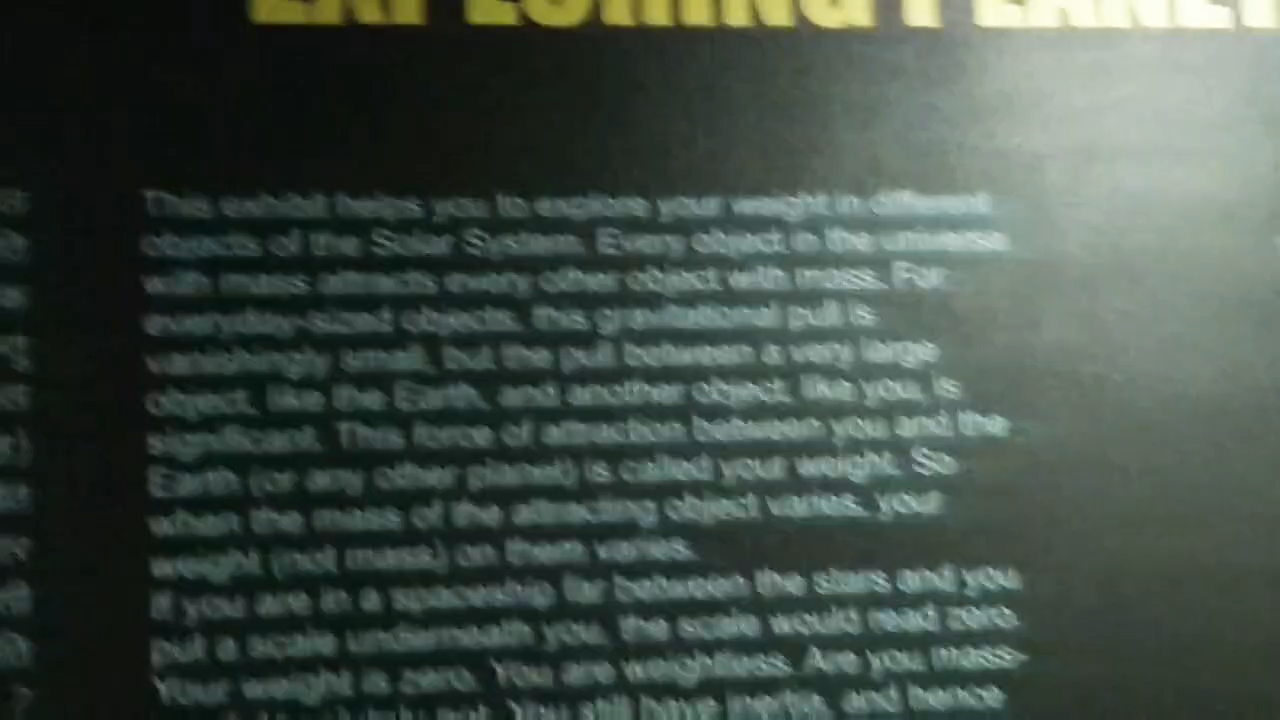 EXPLORING PLANET
This exhibit helps you to explore your weight in different
objects of the Solar System. Every object in the universe
with mass attracts every other object with mass. For
everyday-sized objects, this gravitational pull is
vanishingly small, but the pull between a very large
object, like the Earth, and another object, like you, is
significant. This force of attraction between you and the
Earth (or any other planet) is called your weight. So
when the mass of the attracting object varies, your
weight (not mass) on them varies.
If you are in a spaceship far between the stars and you
put a scale underneath you, the scale would read zero.
Your weight is zero. You are weightless. Are you mass-
not. You still have inertia, and hence